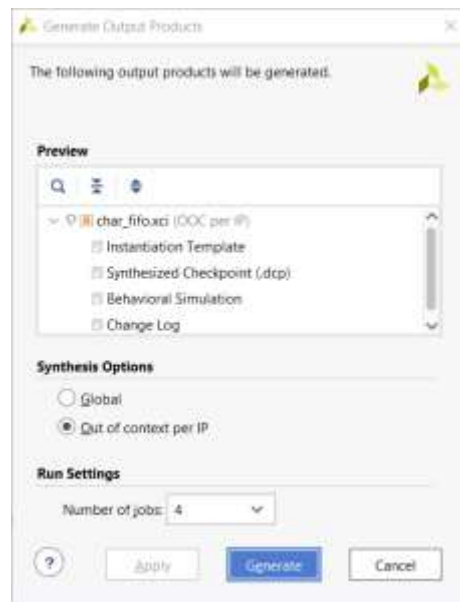 Generate Output Products
The following output products will be generated.
Preview
char_fifo.xci (OOC per IP)
Instantiation Template
Synthesized Checkpoint (.dcp)
Behavioral Simulation
Change Log
Synthesis Options
Global
Out of context per IP
Run Settings
Number of jobs: 4
? Apply Generate Cancel